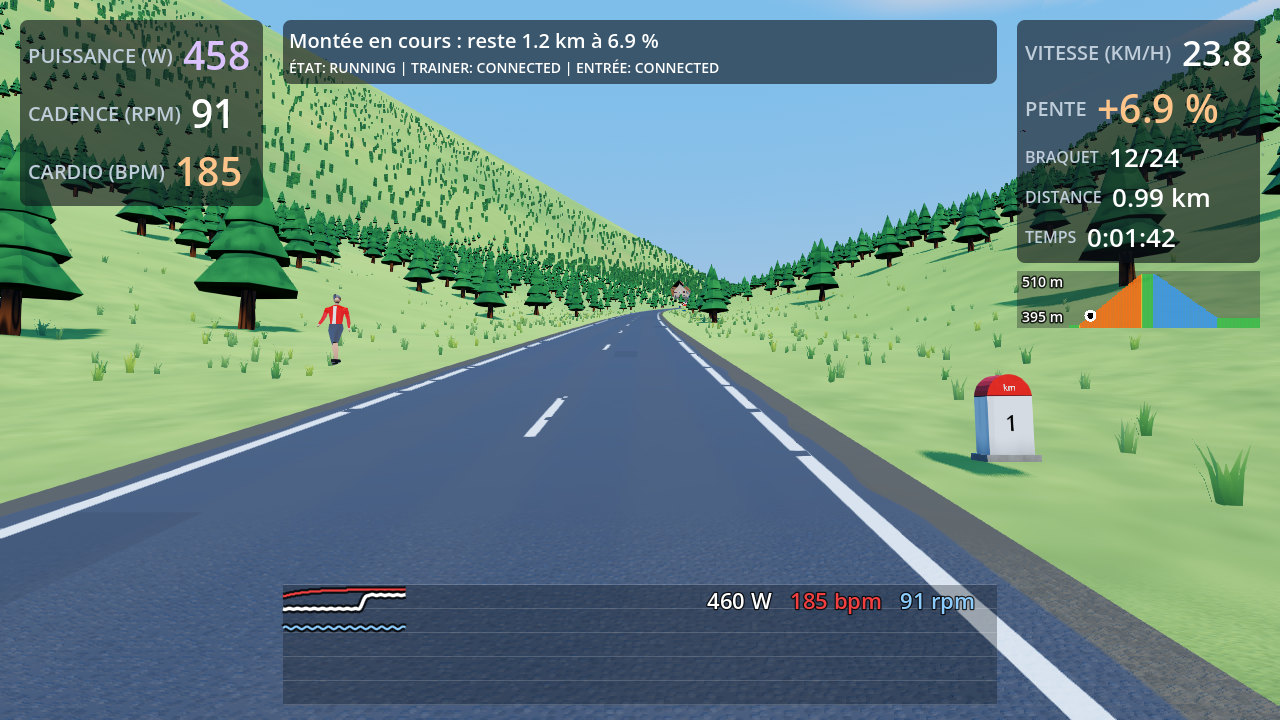 PUISSANCE (W) 458
CADENCE (RPM) 91
CARDIO (BPM) 185
Montée en cours : reste 1.2 km à 6.9 %
ÉTAT: RUNNING | TRAINER: CONNECTED | ENTRÉE: CONNECTED
VITESSE (KM/H) 23.8
PENTE +6.9 %
BRAQUET 12/24
DISTANCE 0.99 km
TEMPS 0:01:42
510 m
395 m
km
1
460 W 185 bpm 91 rpm